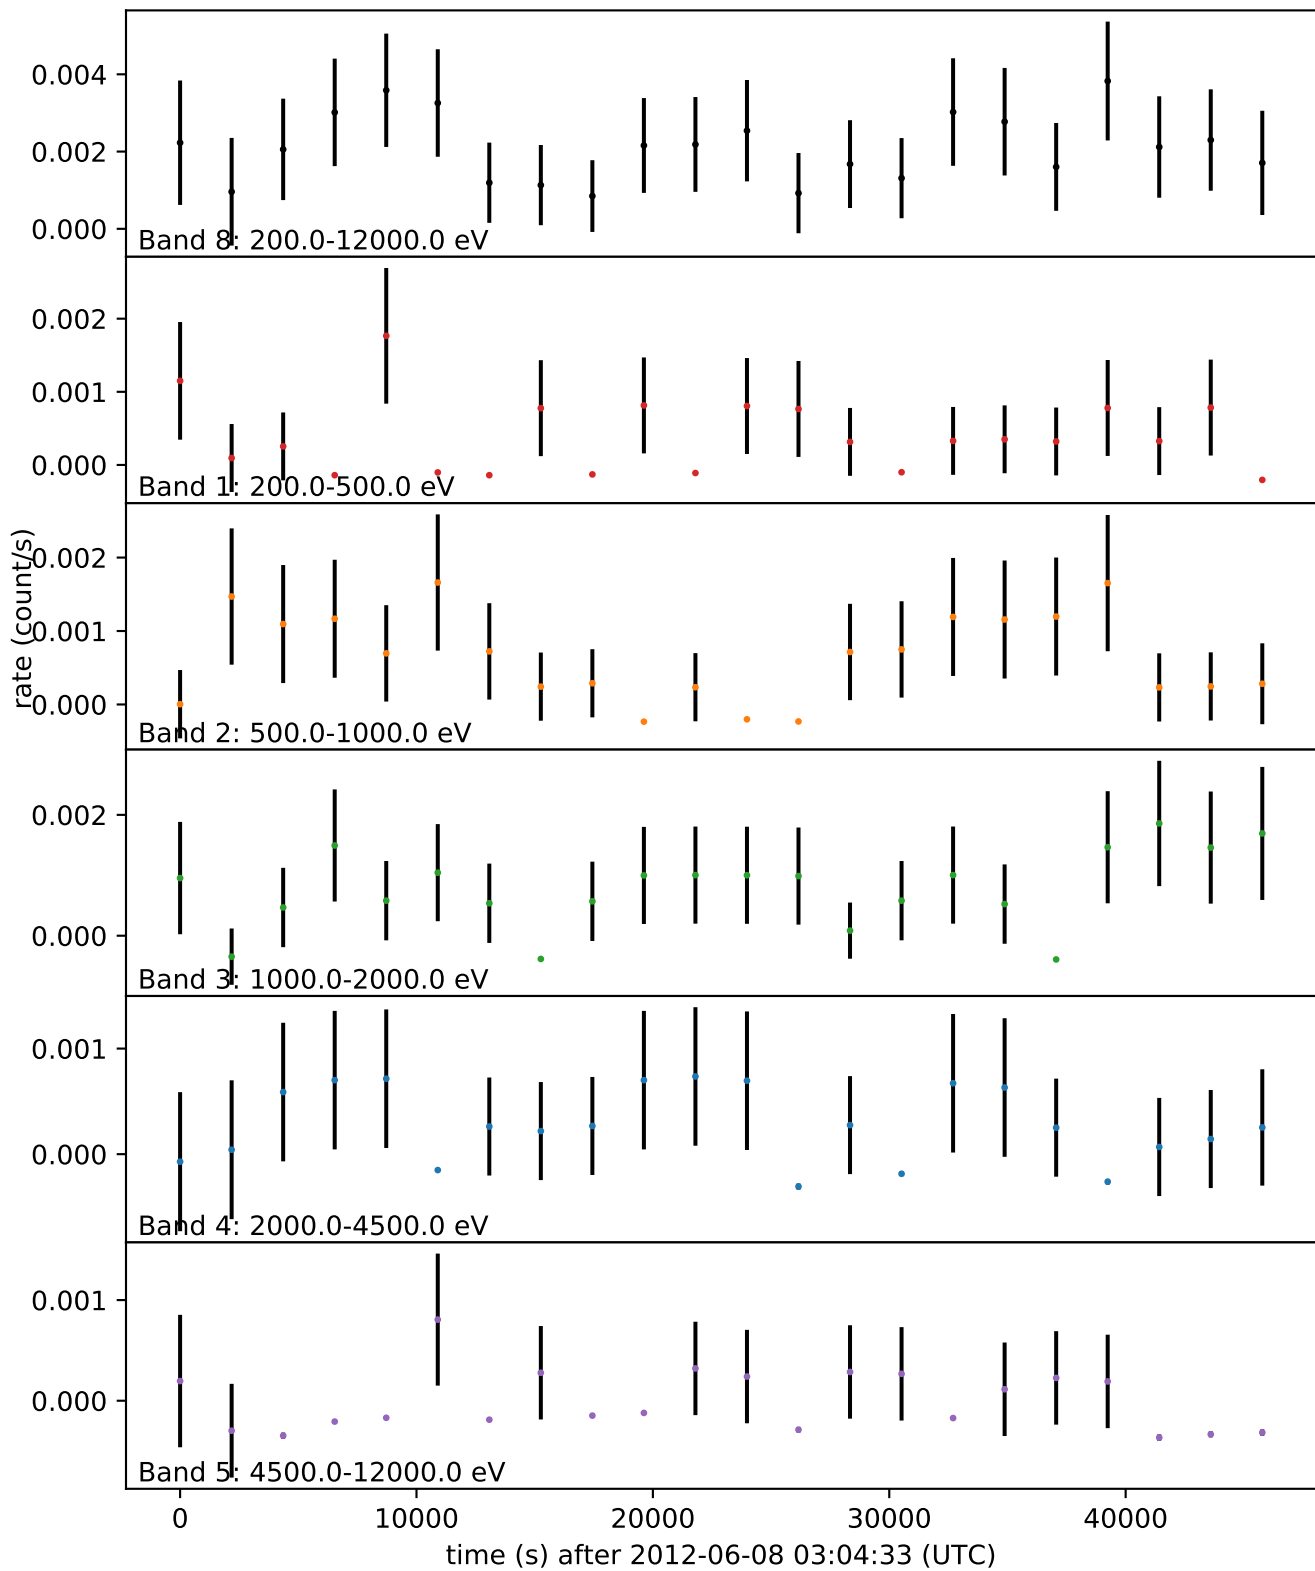 0.004
0.002
0.000
Band 8: 200.0-12000.0 eV
0.002
0.001
0.000
Band 1: 200.0-500.0 eV
rate (count/s)
0.002
0.001
0.000
Band 2: 500.0-1000.0 eV
0.002
0.000
Band 3: 1000.0-2000.0 eV
0.001
0.000
Band 4: 2000.0-4500.0 eV
0.001
0.000
Band 5: 4500.0-12000.0 eV
0 10000 20000 30000 40000
time (s) after 2012-06-08 03:04:33 (UTC)